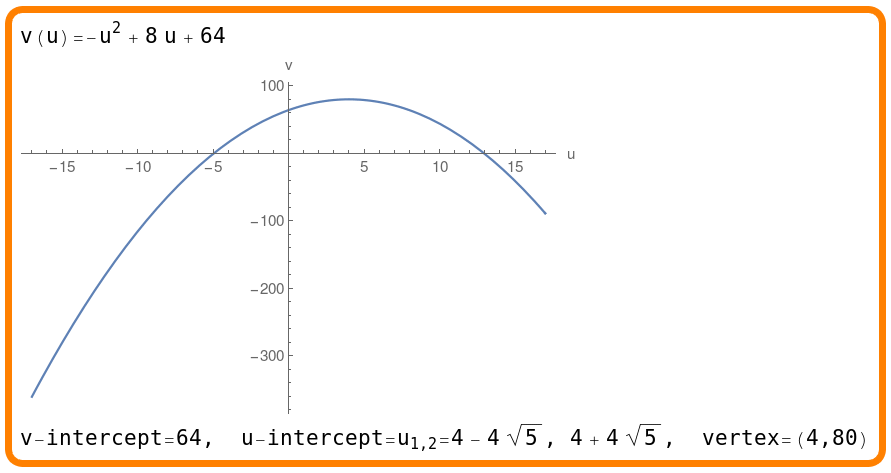 v(u)=-u² + 8 u + 64
v
100
-15 -10 -5 5 10 15 u
-100
-200
-300
v-intercept=64, u-intercept=u₁,₂=4 - 4 √5, 4 + 4 √5, vertex=(4,80)